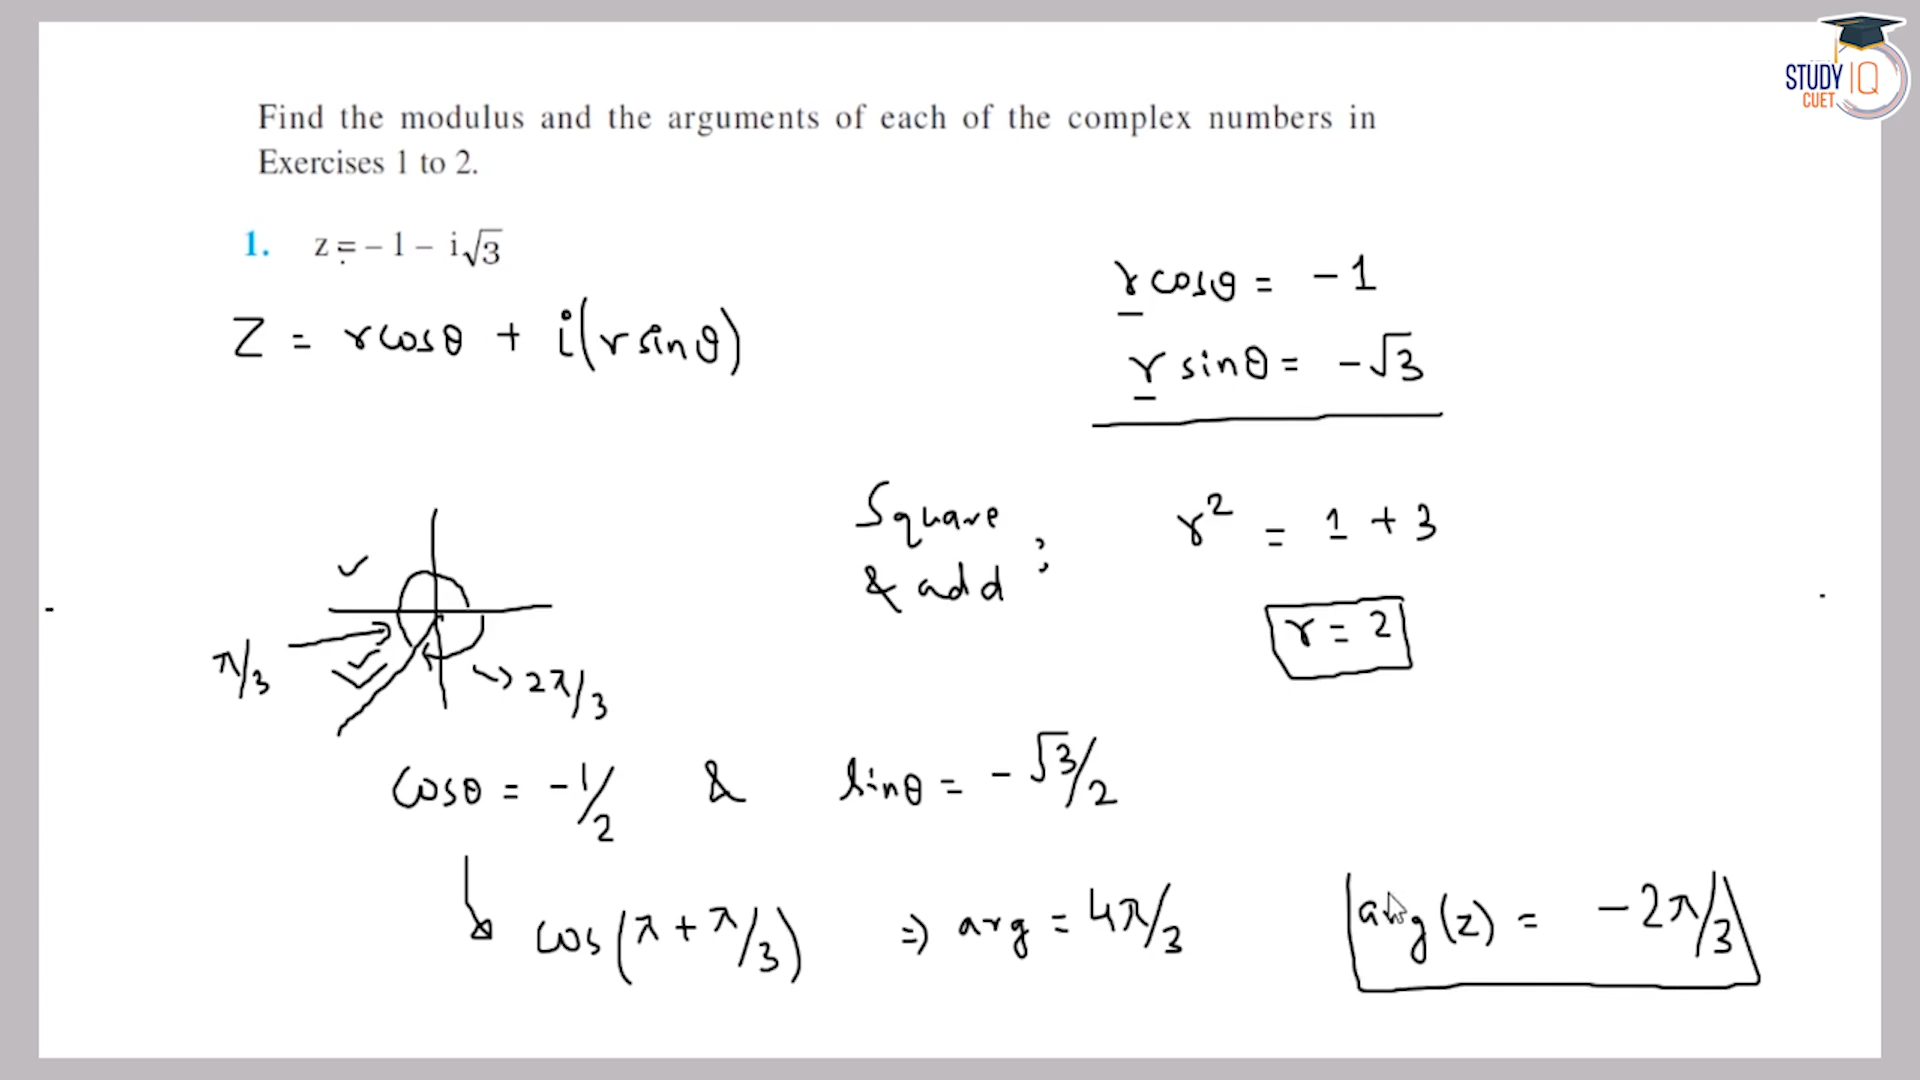 STUDY IQ
CUET
Find the modulus and the arguments of each of the complex numbers in
Exercises 1 to 2.
1. z = – 1 – i√3
Z = r cosθ + i(r sinθ)
r cosθ = -1
r sinθ = -√3
Square
& add :
r² = 1 + 3
r = 2
π/3
2π/3
cosθ = -1/2 & sinθ = -√3/2
cos(π + π/3) ⇒ arg = 4π/3
arg(z) = -2π/3